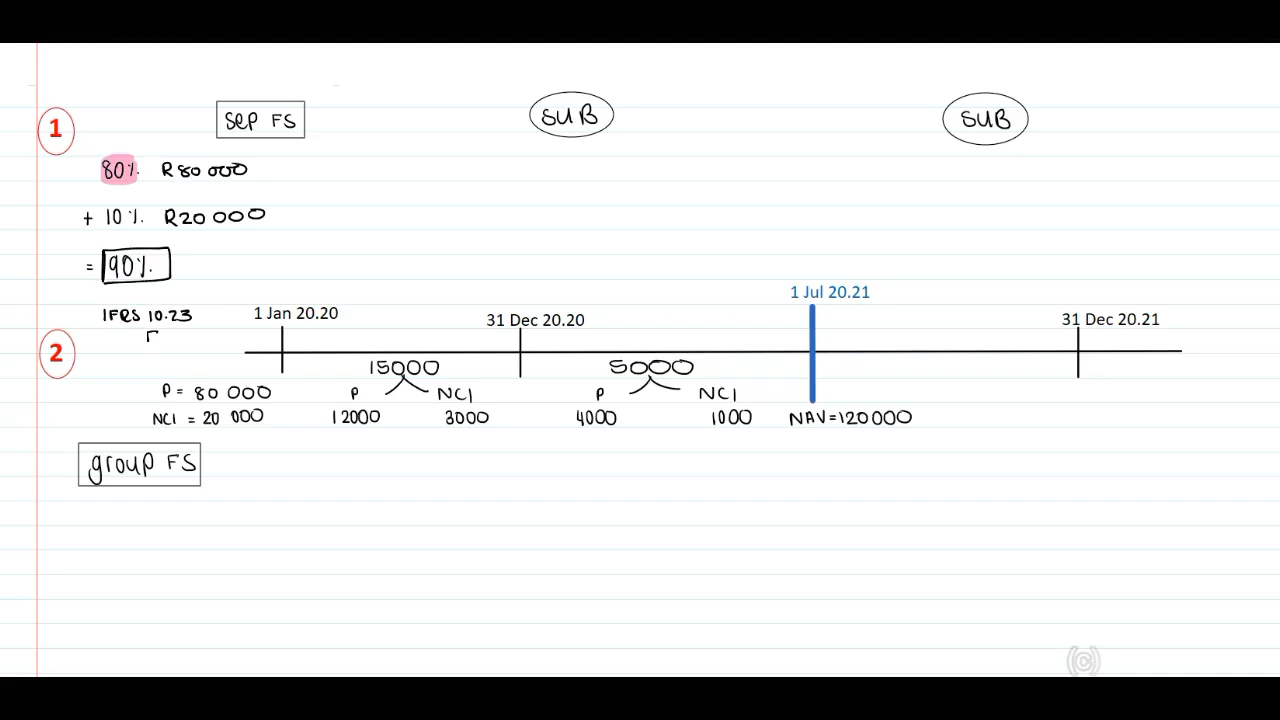 1
Sep FS
SUB
SUB
80% R80 000
+ 10% R20 000
= 90%
1 Jul 20.21
IFRS 10.23
1 Jan 20.20
31 Dec 20.20
31 Dec 20.21
2
15000
5000
P = 80 000
P
NCI
P
NCI
NCI = 20 000
12000
3000
4000
1000
NAV=120000
group FS
(C)